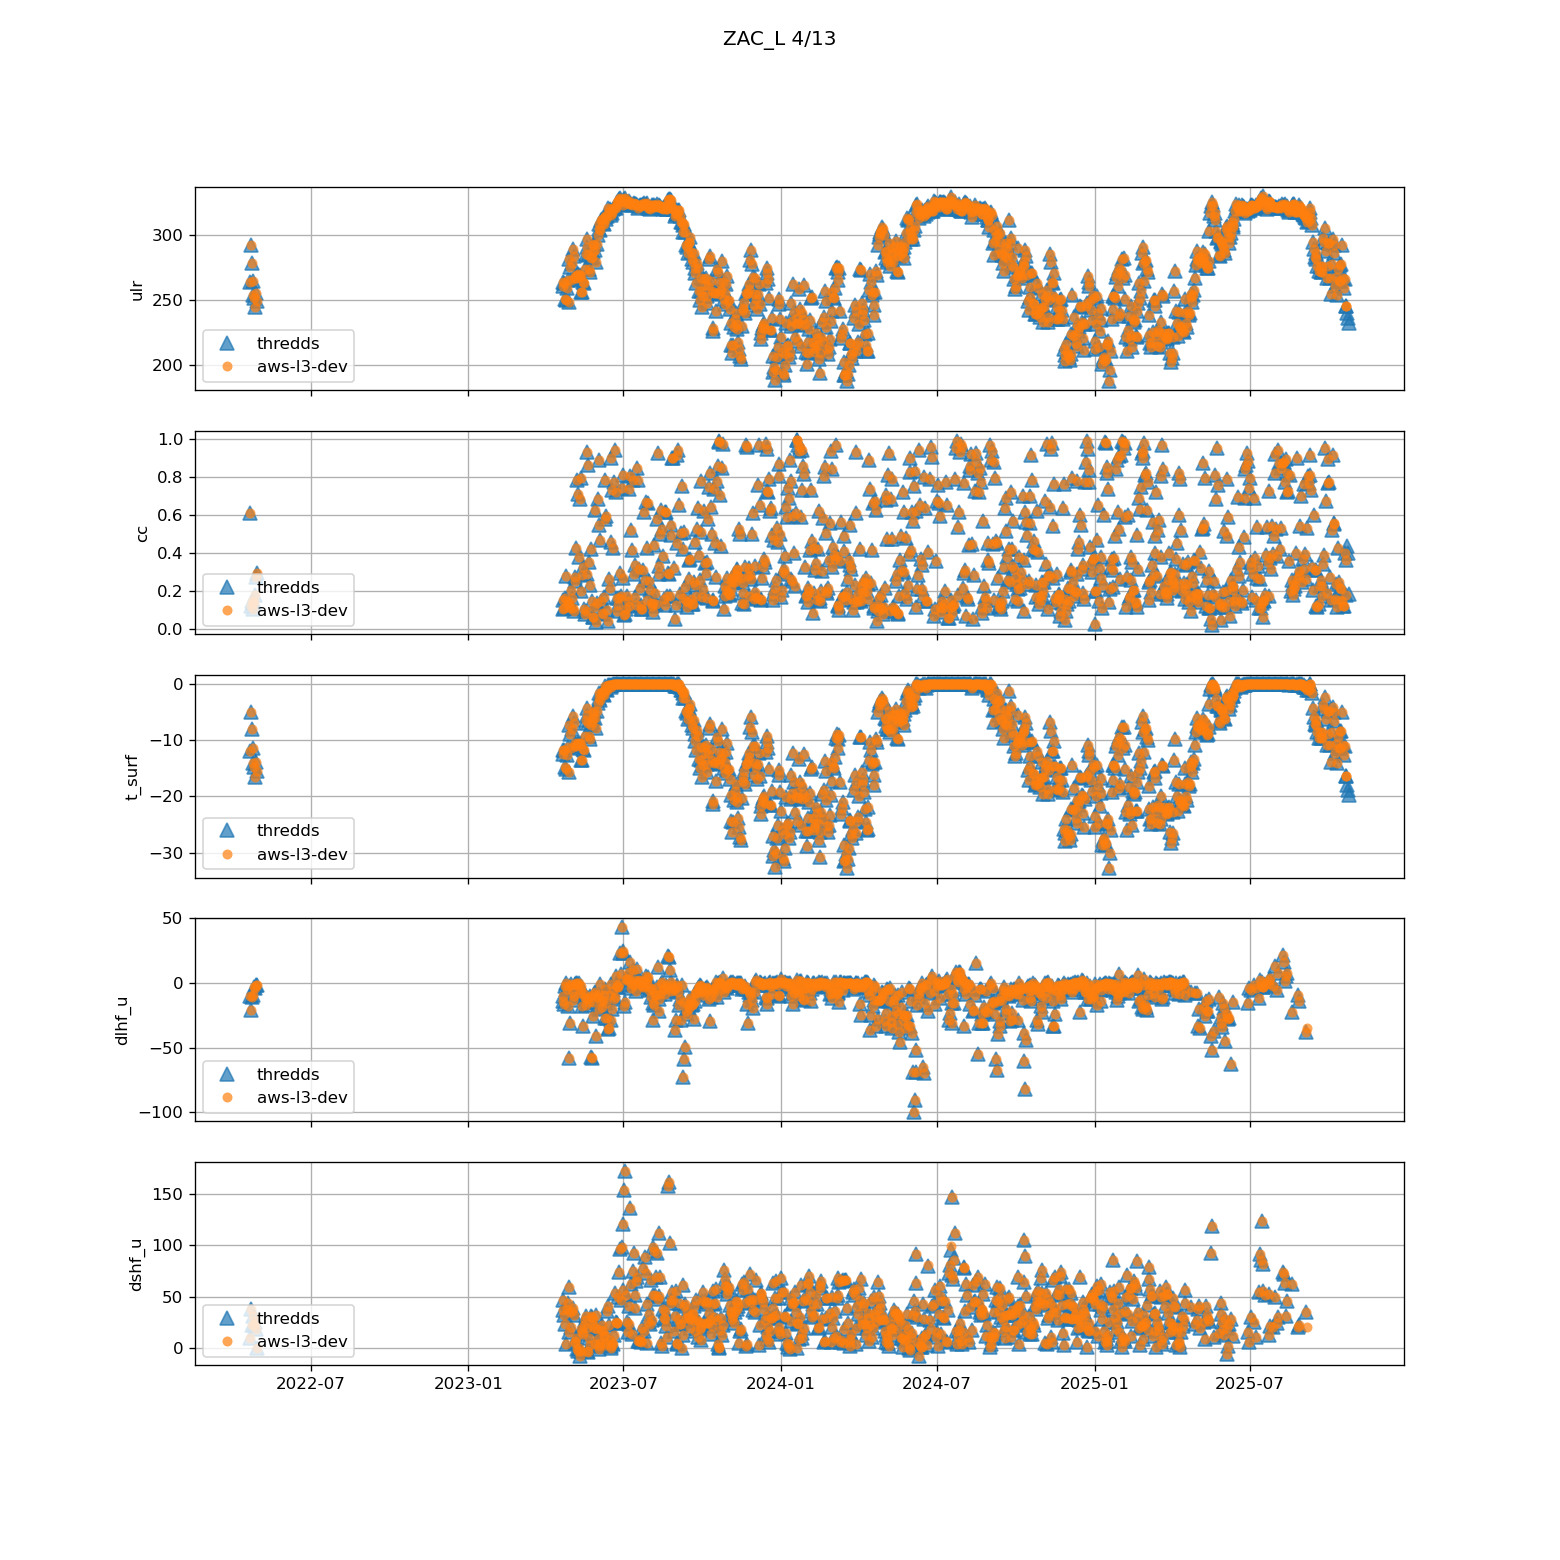 ZAC_L 4/13
ulr
300
250
200
thredds
aws-l3-dev
cc
1.0
0.8
0.6
0.4
0.2
0.0
thredds
aws-l3-dev
t_surf
0
−10
−20
−30
thredds
aws-l3-dev
dlhf_u
50
0
−50
−100
thredds
aws-l3-dev
dshf_u
150
100
50
0
thredds
aws-l3-dev
2022-07 2023-01 2023-07 2024-01 2024-07 2025-01 2025-07